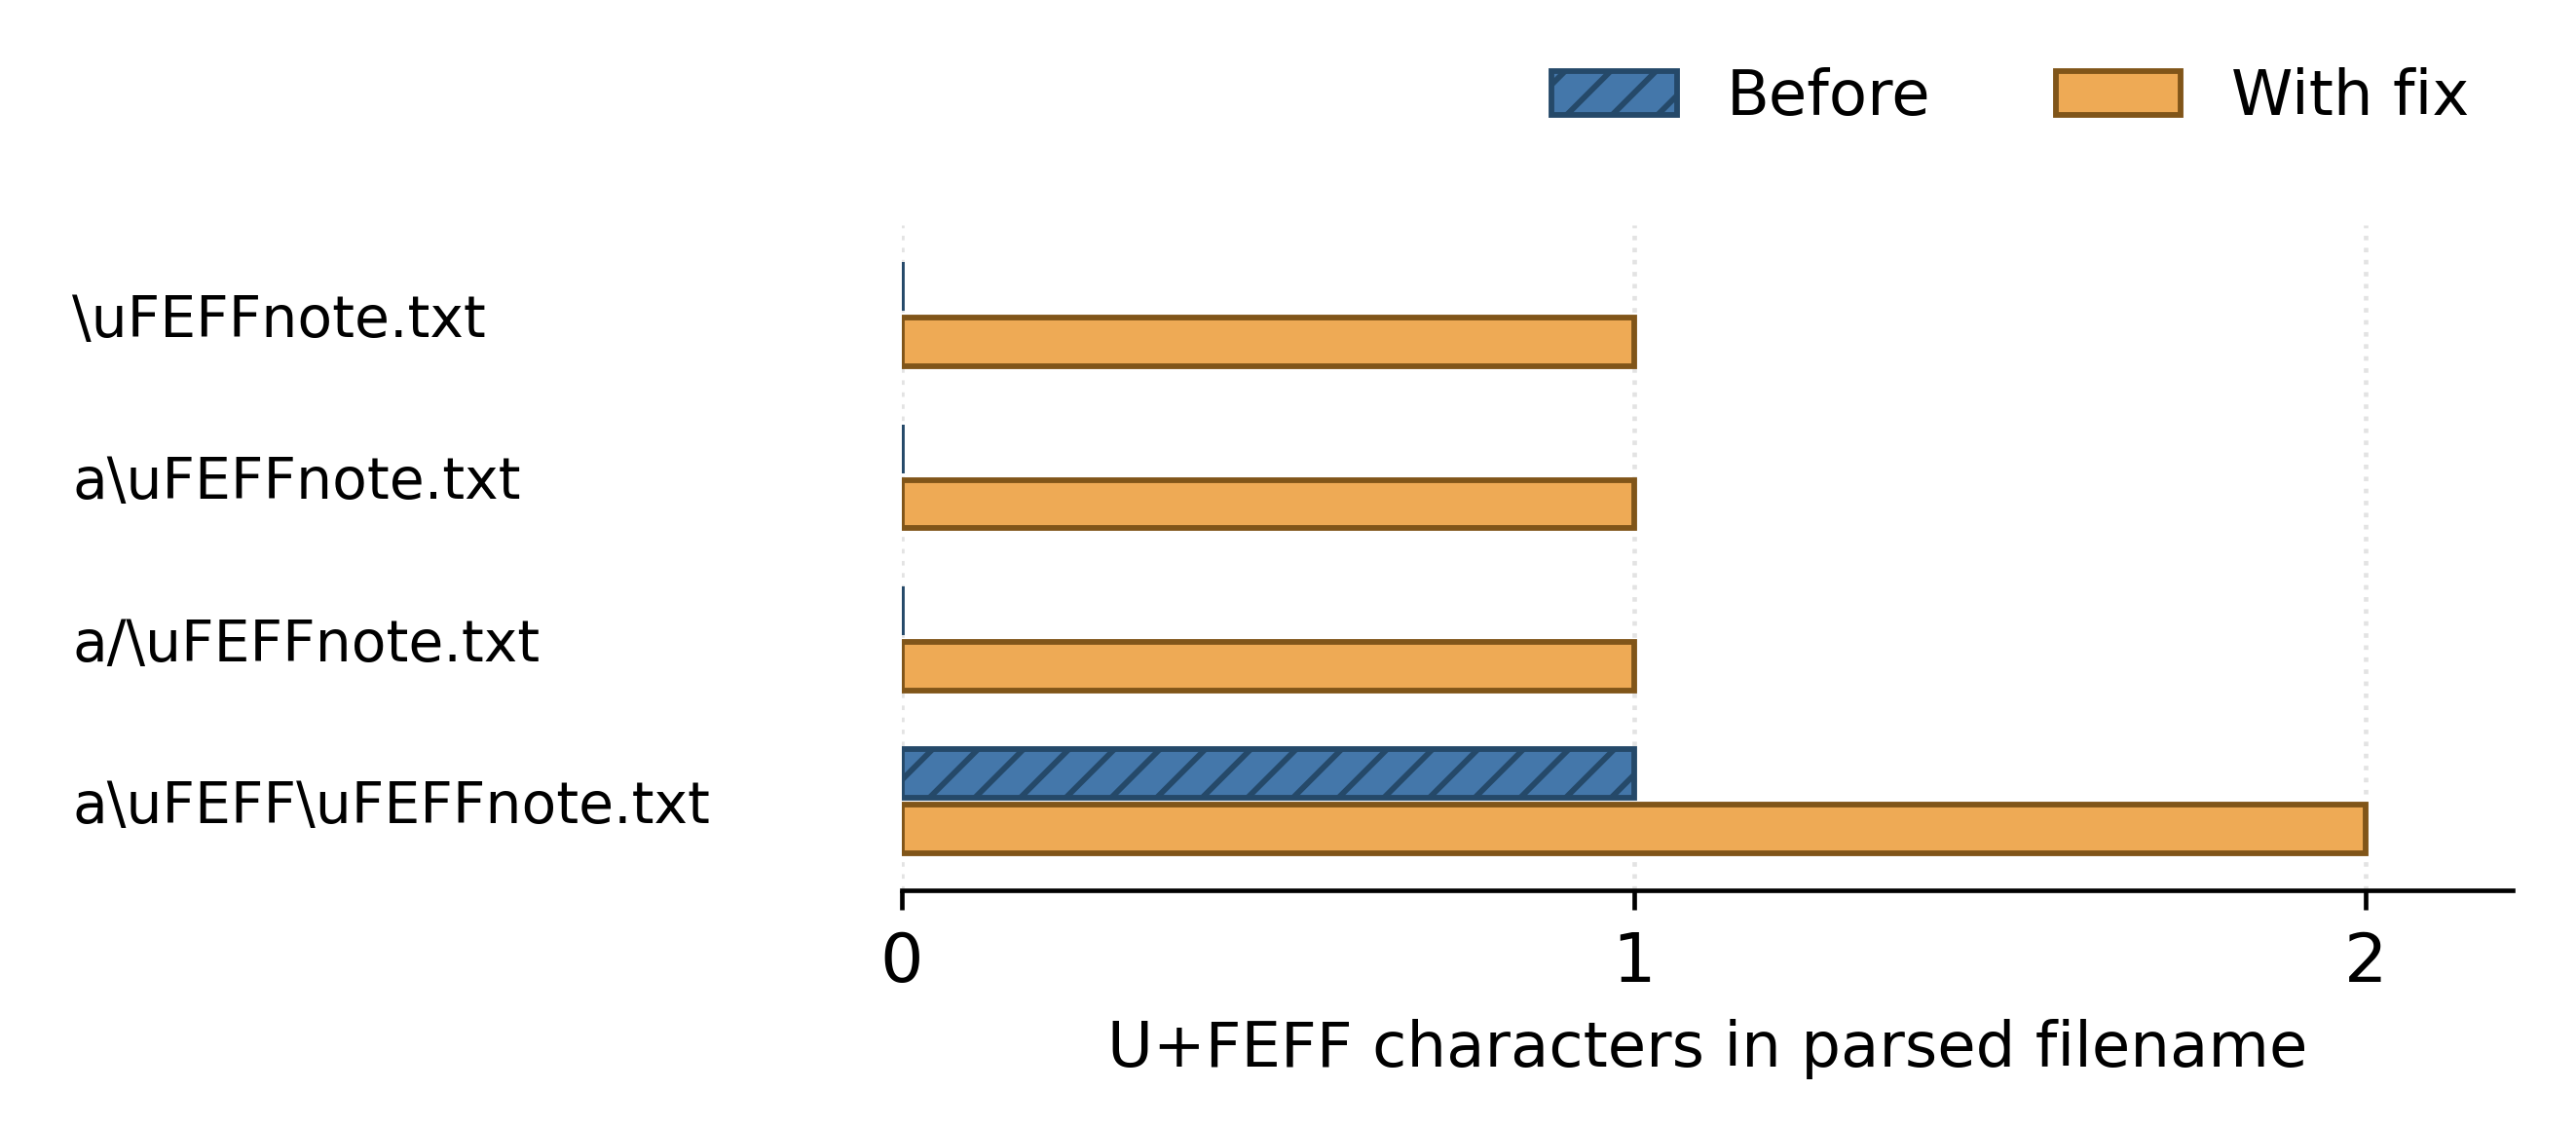 Before With fix
\uFEFFnote.txt
a\uFEFFnote.txt
a/\uFEFFnote.txt
a\uFEFF\uFEFFnote.txt
0 1 2
U+FEFF characters in parsed filename